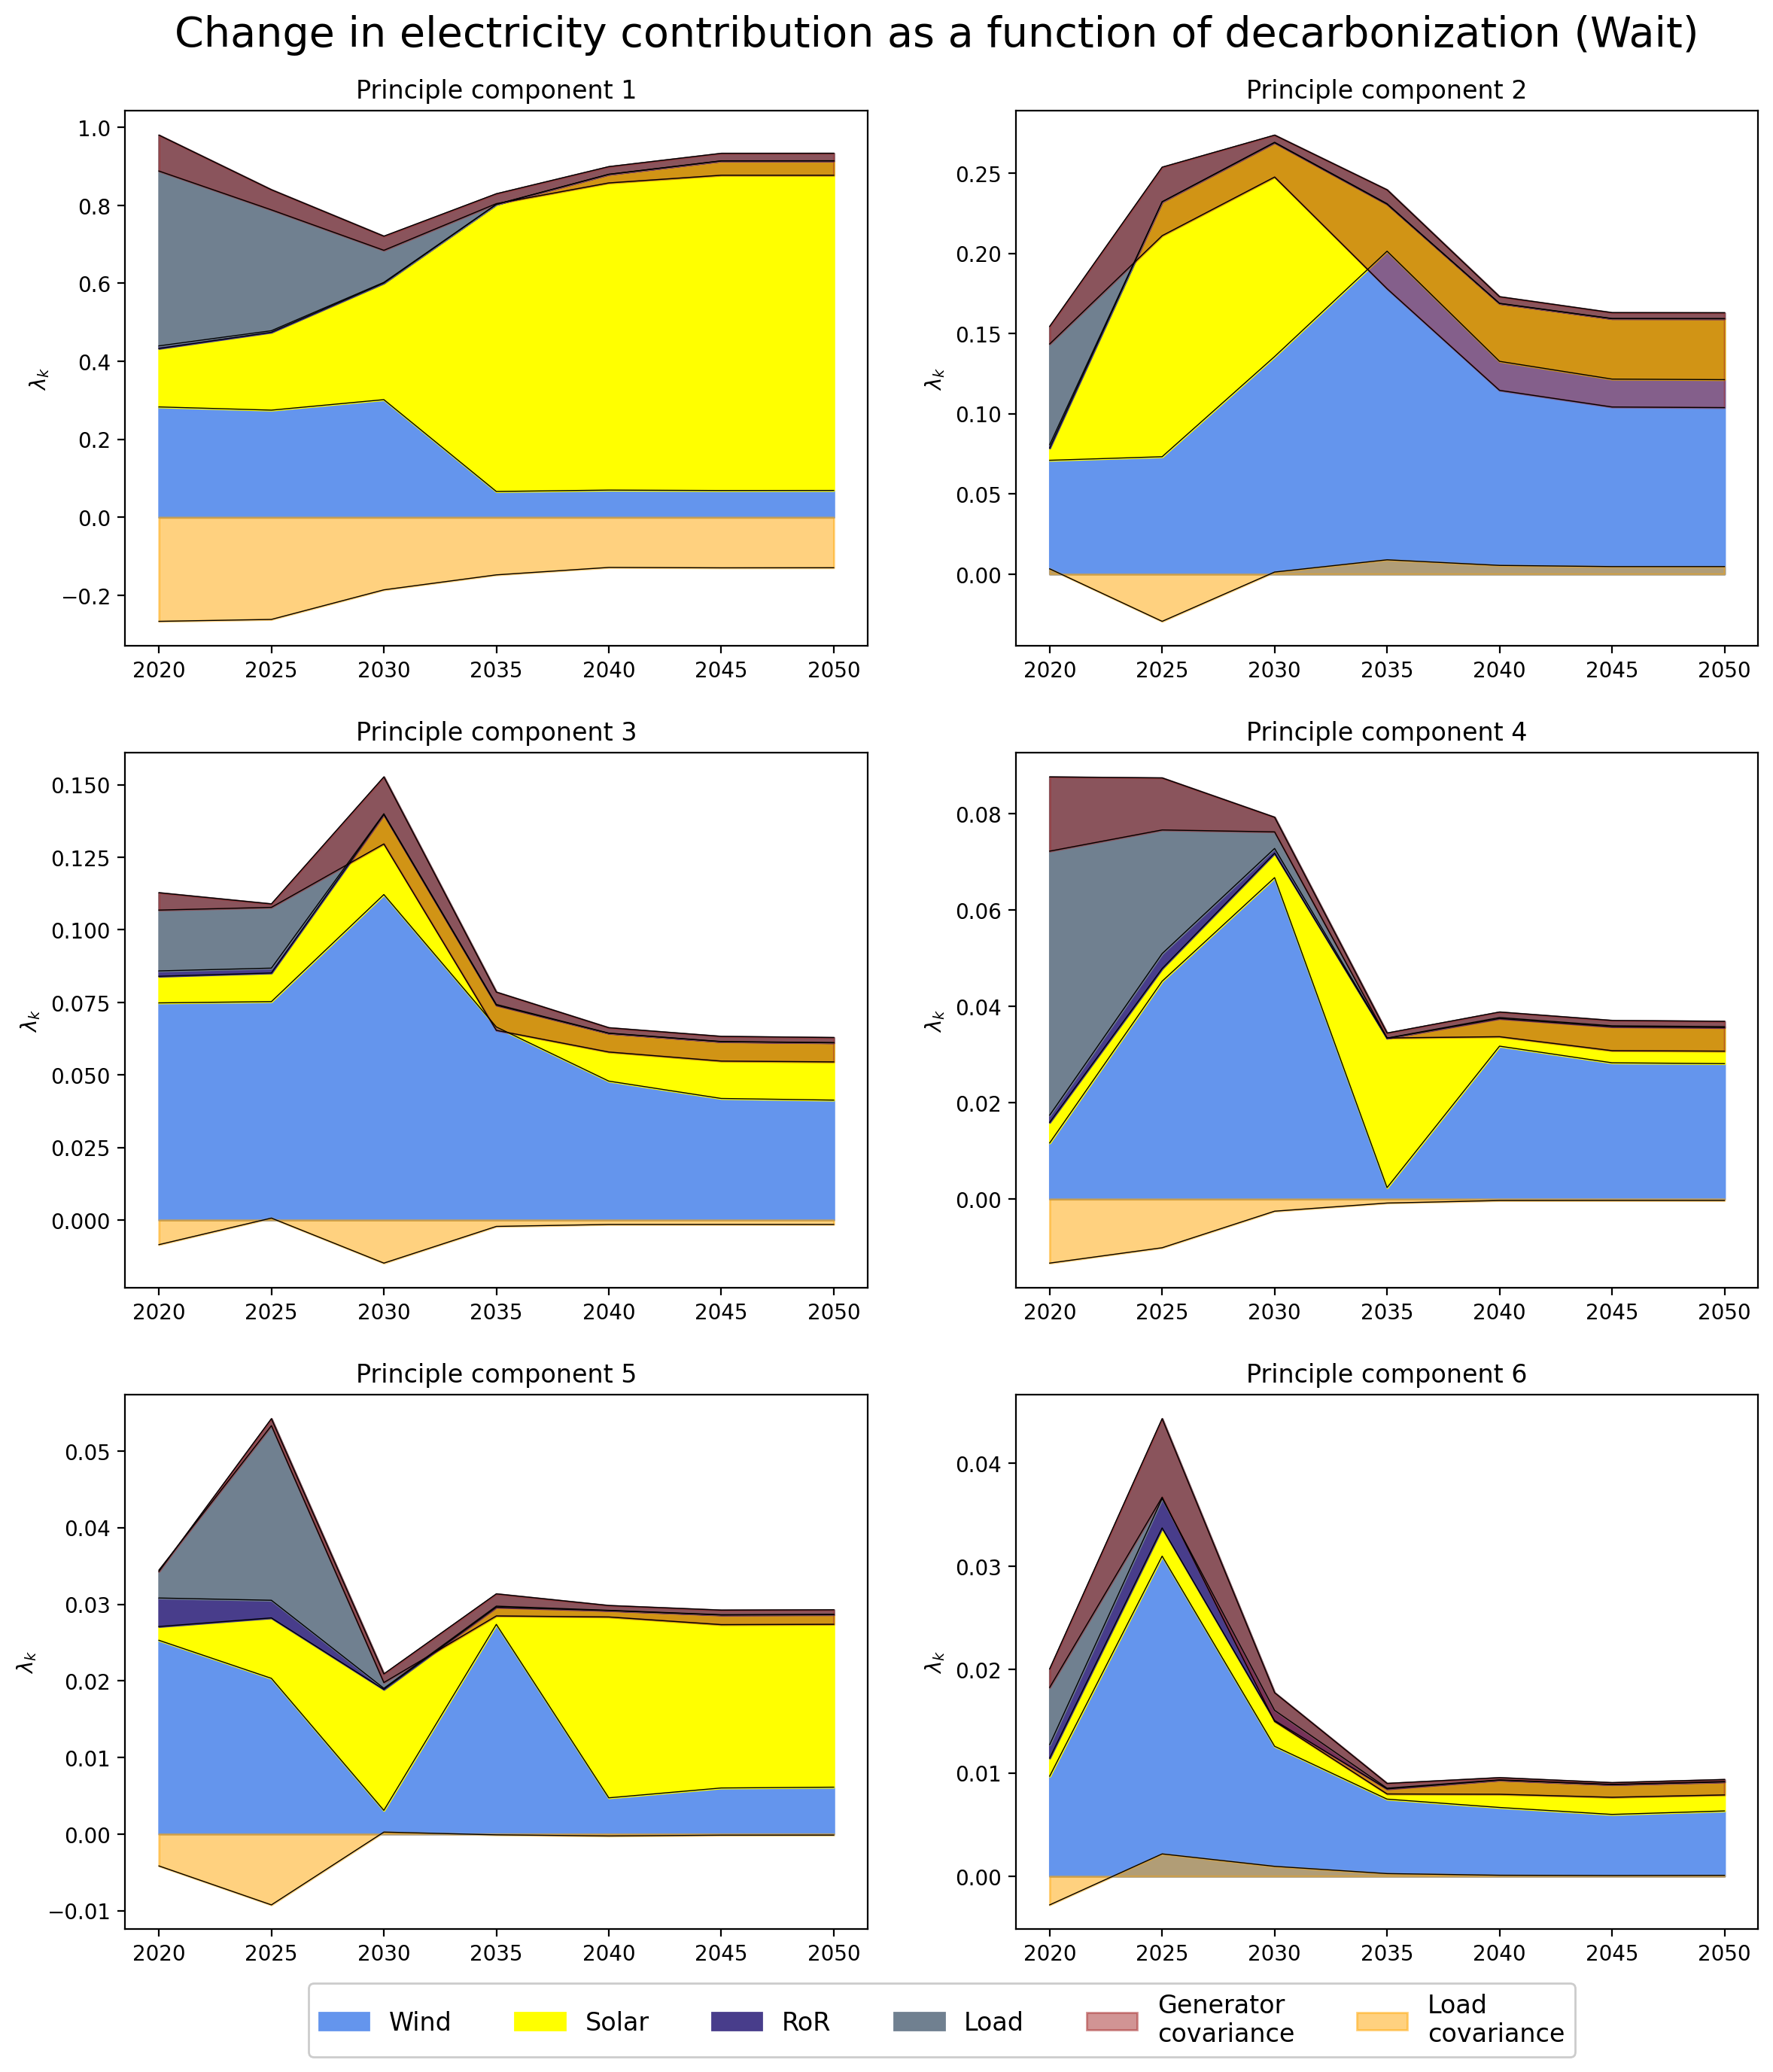 Change in electricity contribution as a function of decarbonization (Wait)
Principle component 1
1.0
0.8
0.6
0.4
0.2
0.0
−0.2
λk
2020 2025 2030 2035 2040 2045 2050
Principle component 2
0.25
0.20
0.15
0.10
0.05
0.00
λk
2020 2025 2030 2035 2040 2045 2050
Principle component 3
0.150
0.125
0.100
0.075
0.050
0.025
0.000
λk
2020 2025 2030 2035 2040 2045 2050
Principle component 4
0.08
0.06
0.04
0.02
0.00
λk
2020 2025 2030 2035 2040 2045 2050
Principle component 5
0.05
0.04
0.03
0.02
0.01
0.00
−0.01
λk
2020 2025 2030 2035 2040 2045 2050
Principle component 6
0.04
0.03
0.02
0.01
0.00
λk
2020 2025 2030 2035 2040 2045 2050
Wind
Solar
RoR
Load
Generator
covariance
Load
covariance